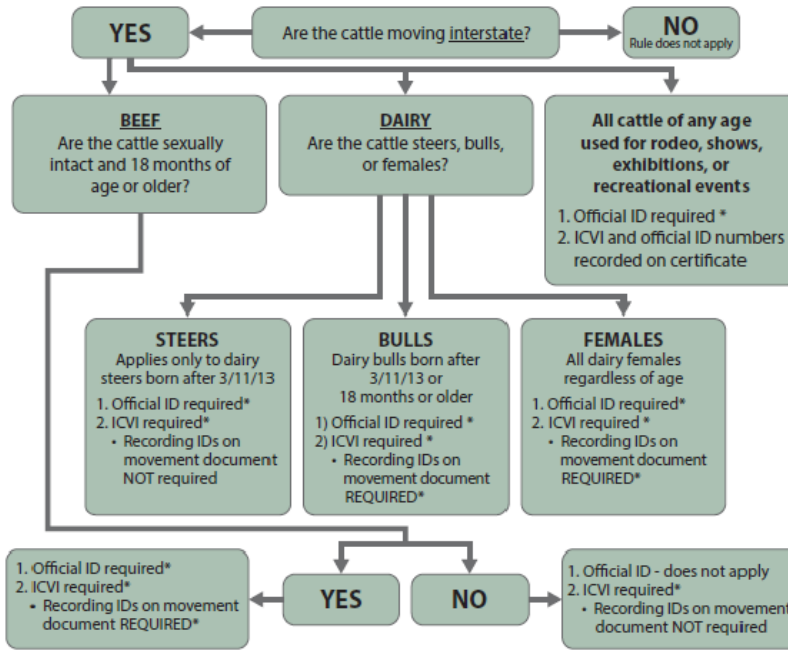 YES
Are the cattle moving interstate?
NO
Rule does not apply
BEEF
Are the cattle sexually
intact and 18 months of
age or older?
DAIRY
Are the cattle steers, bulls,
or females?
All cattle of any age
used for rodeo, shows,
exhibitions, or
recreational events
1. Official ID required *
2. ICVI and official ID numbers
recorded on certificate
STEERS
Applies only to dairy
steers born after 3/11/13
1. Official ID required*
2. ICVI required*
• Recording IDs on
movement document
NOT required
BULLS
Dairy bulls born after
3/11/13 or
18 months or older
1) Official ID required *
2) ICVI required *
• Recording IDs on
movement document
REQUIRED*
FEMALES
All dairy females
regardless of age
1. Official ID required*
2. ICVI required *
• Recording IDs on
movement document
REQUIRED*
1. Official ID required*
2. ICVI required*
• Recording IDs on movement
document REQUIRED*
YES
NO
1. Official ID - does not apply
2. ICVI required*
• Recording IDs on movement
document NOT required